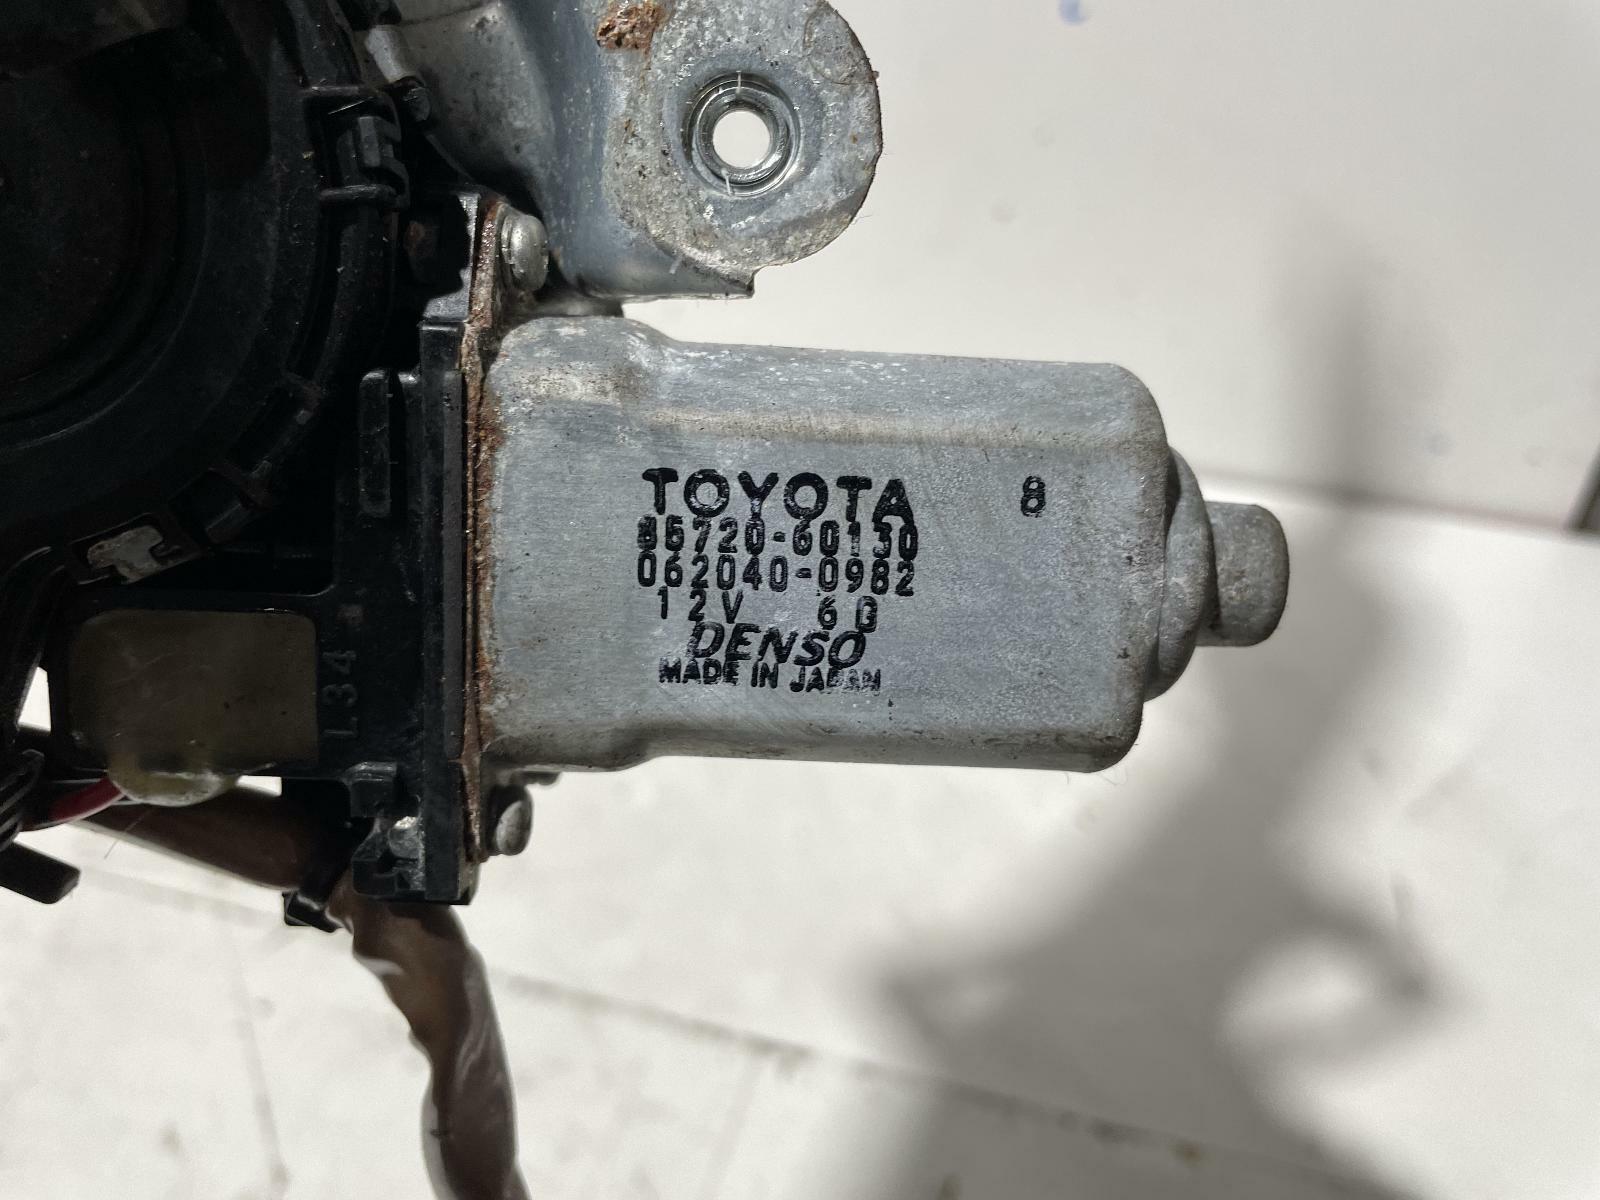 TOYOTA 8
85720-60130
062040-0982
12V 6G
DENSO
MADE IN JAPAN
L34